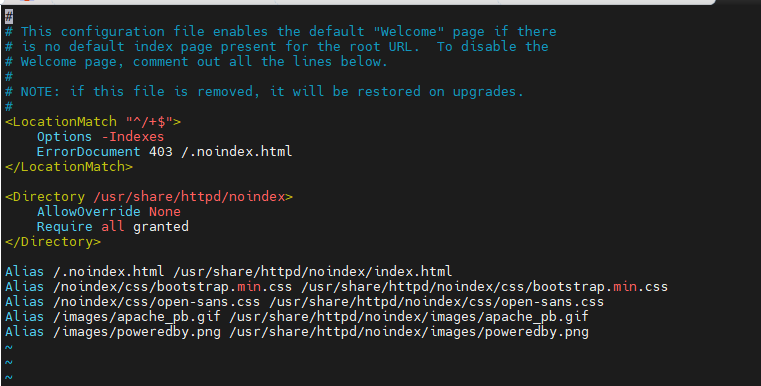 #
# This configuration file enables the default "Welcome" page if there
# is no default index page present for the root URL.  To disable the
# Welcome page, comment out all the lines below.
#
# NOTE: if this file is removed, it will be restored on upgrades.
#
<LocationMatch "^/+$">
    Options -Indexes
    ErrorDocument 403 /.noindex.html
</LocationMatch>

<Directory /usr/share/httpd/noindex>
    AllowOverride None
    Require all granted
</Directory>

Alias /.noindex.html /usr/share/httpd/noindex/index.html
Alias /noindex/css/bootstrap.min.css /usr/share/httpd/noindex/css/bootstrap.min.css
Alias /noindex/css/open-sans.css /usr/share/httpd/noindex/css/open-sans.css
Alias /images/apache_pb.gif /usr/share/httpd/noindex/images/apache_pb.gif
Alias /images/poweredby.png /usr/share/httpd/noindex/images/poweredby.png
~
~
~